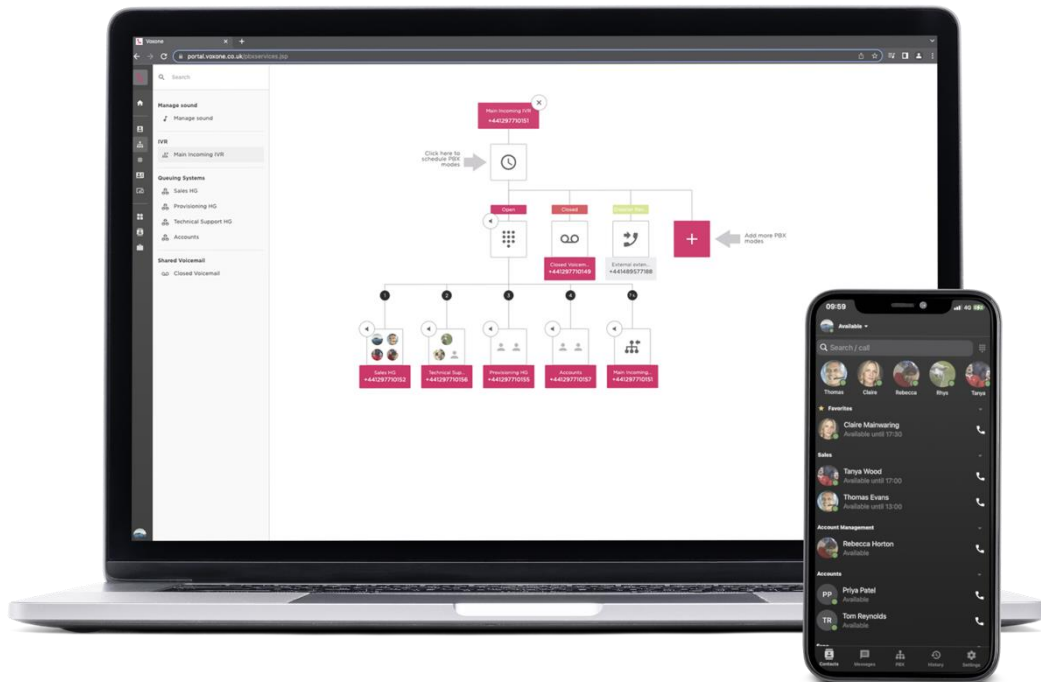 Voxone
portal.voxone.co.uk/pbxservices.jsp
Search
Manage sound
Manage sound
IVR
Main Incoming IVR
Queuing Systems
Sales HG
Provisioning HG
Technical Support HG
Accounts
Shared Voicemail
Closed Voicemail
Main Incoming IVR
+441297710151
Click here to
schedule PBX
modes
Open
Closed
Closed Voicem...
+441297710149
External exten...
+441489577188
Add more PBX
modes
1
2
3
4
Sales HG
+441297710152
Technical Sup...
+441297710156
Provisioning HG
+441297710155
Accounts
+441297710157
Main Incoming...
+441297710151
09:59
4G
Available
Search / call
Thomas
Claire
Rebecca
Rhys
Tanya
Favorites
Claire Mainwaring
Available until 17:30
Sales
Tanya Wood
Available until 17:00
Thomas Evans
Available until 13:00
Account Management
Rebecca Horton
Available
Accounts
PP
Priya Patel
Available
TR
Tom Reynolds
Available
Contacts
Messages
PBX
History
Settings